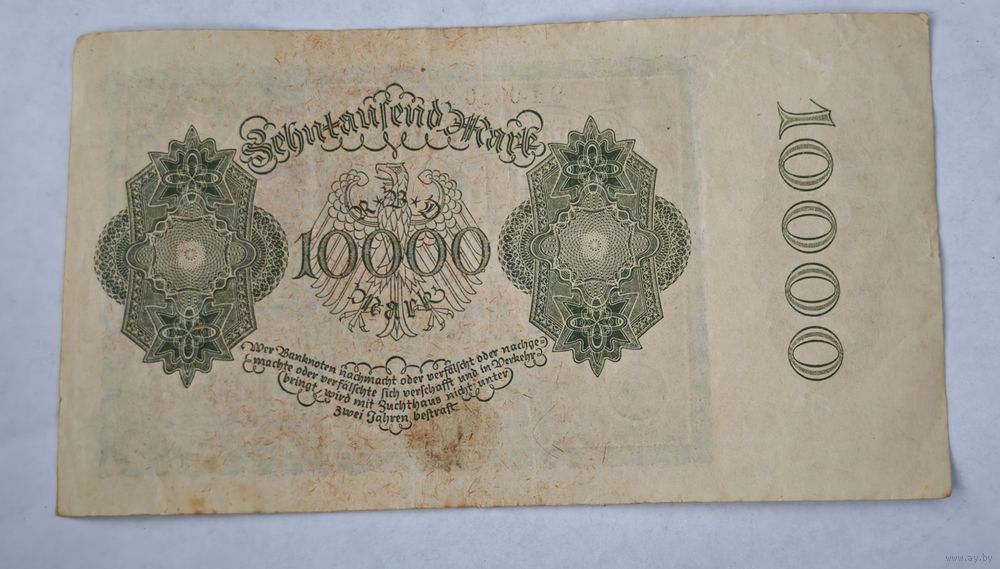 Zehntausend Mark
R*B*D
10000
Mark
Wer Banknoten nachmacht oder verfälscht oder nachge=
machte oder verfälschte sich verschafft und in Verkehr
bringt, wird mit Zuchthaus nicht unter
zwei Jahren bestraft
10000
www.ay.by